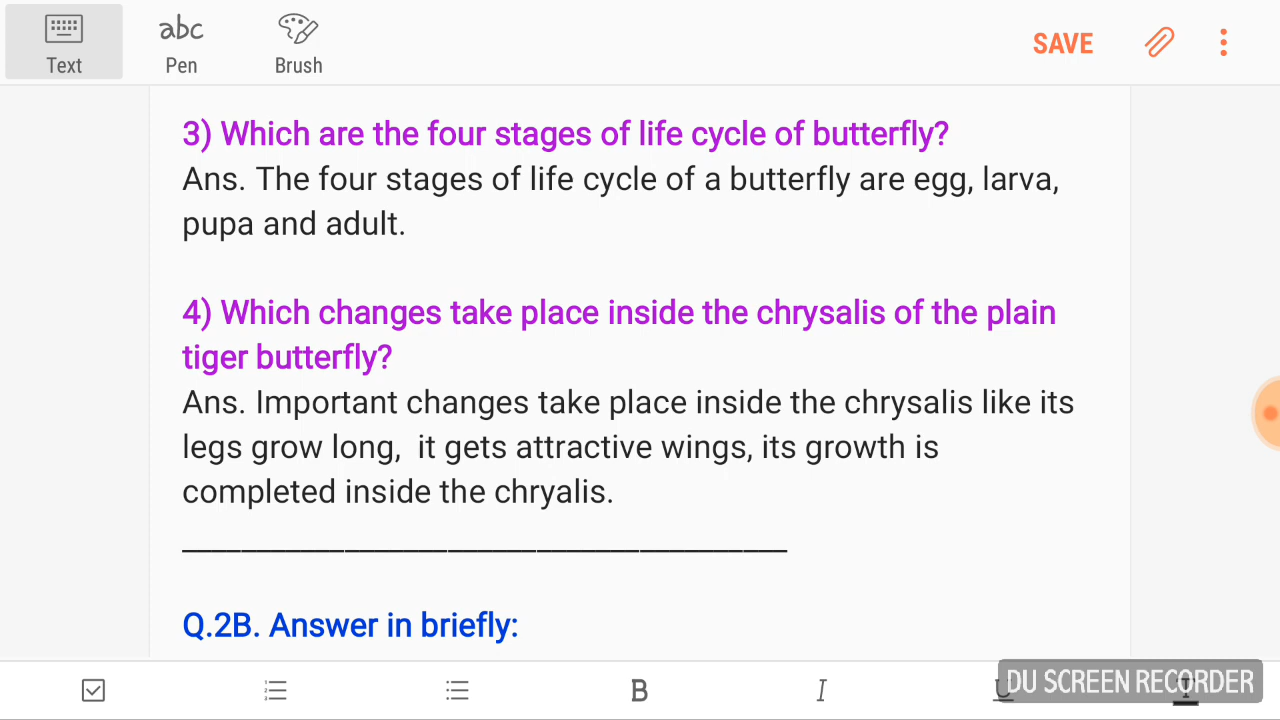 Text
abc
Pen
Brush
SAVE
3) Which are the four stages of life cycle of butterfly?
Ans. The four stages of life cycle of a butterfly are egg, larva,
pupa and adult.
4) Which changes take place inside the chrysalis of the plain
tiger butterfly?
Ans. Important changes take place inside the chrysalis like its
legs grow long,  it gets attractive wings, its growth is
completed inside the chryalis.
Q.2B. Answer in briefly:
B I U T
DU SCREEN RECORDER